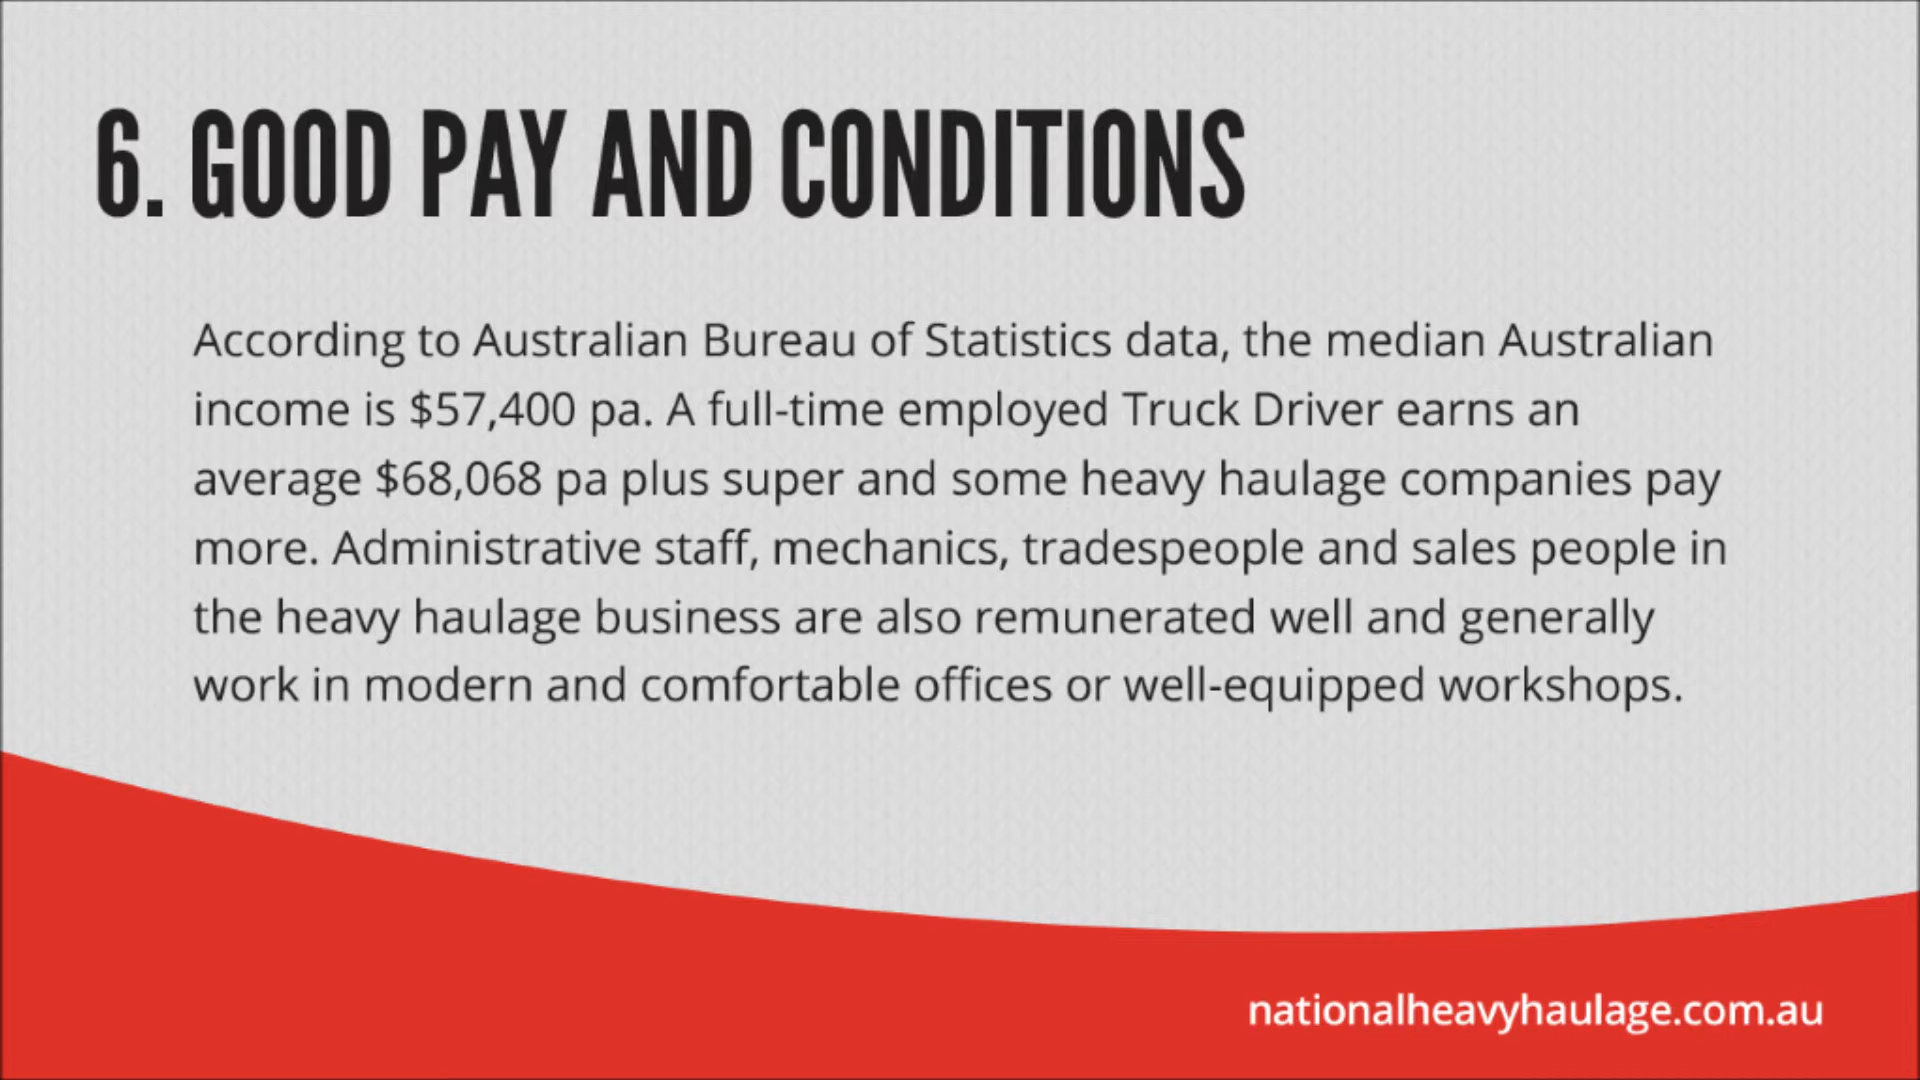 6. GOOD PAY AND CONDITIONS
According to Australian Bureau of Statistics data, the median Australian
income is $57,400 pa. A full-time employed Truck Driver earns an
average $68,068 pa plus super and some heavy haulage companies pay
more. Administrative staff, mechanics, tradespeople and sales people in
the heavy haulage business are also remunerated well and generally
work in modern and comfortable offices or well-equipped workshops.
nationalheavyhaulage.com.au